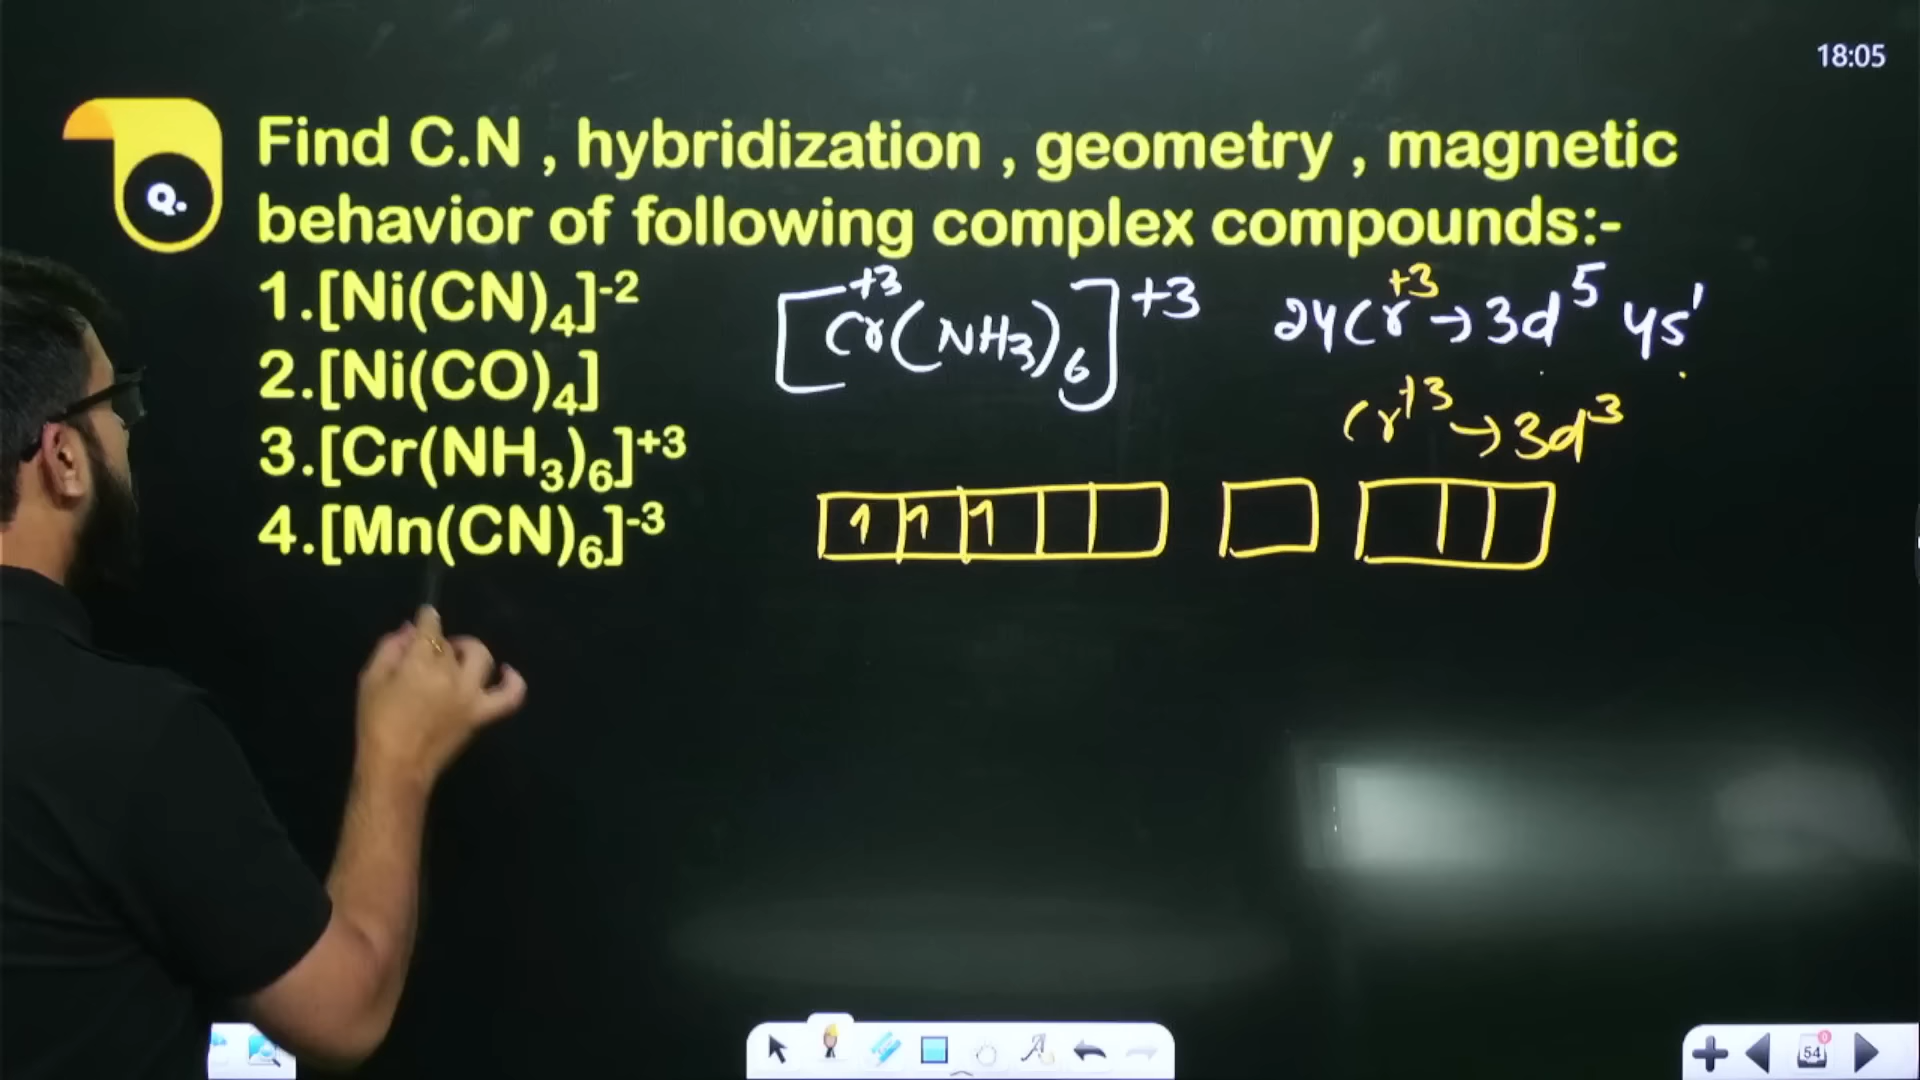 18:05
Q. Find C.N , hybridization , geometry , magnetic
behavior of following complex compounds:-
1.[Ni(CN)₄]⁻²
2.[Ni(CO)₄]
3.[Cr(NH₃)₆]⁺³
4.[Mn(CN)₆]⁻³
[Cr⁺³(NH₃)₆]⁺³
24Cr⁺³→3d⁵ 4s¹
Cr⁺³→3d³
1 1 1
54